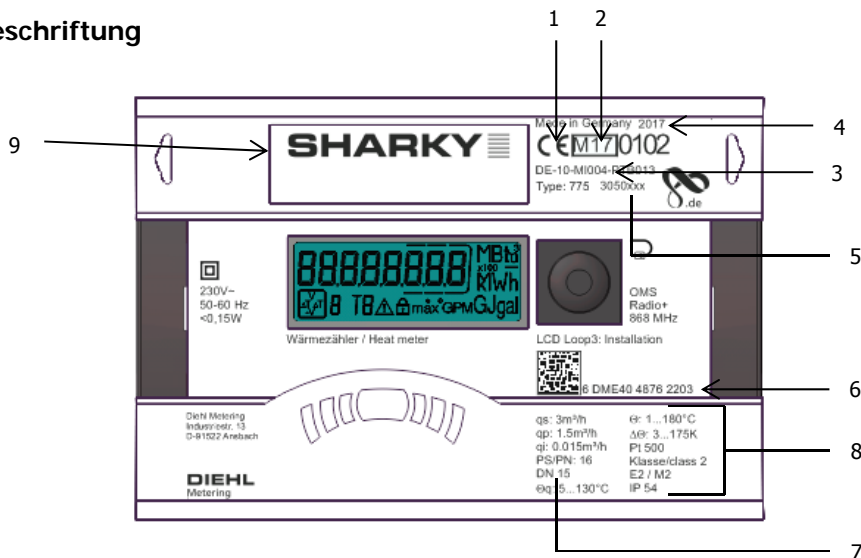 eschriftung
1 2
Made in Germany 2017
4
SHARKY
CE M17 0102
9
DE-10-MI004-PTB013
3
Type: 775 3050xxx
.de
5
88888888
MBtu
x100
MWh
8 T8 max GPM GJgal
230V~
50-60 Hz
<0,15W
OMS
Radio+
868 MHz
Wärmezähler / Heat meter
LCD Loop3: Installation
6 DME40 4876 2203
6
Diehl Metering
Industriestr. 13
D-91522 Ansbach
DIEHL
Metering
qs: 3m³/h
qp: 1.5m³/h
qi: 0.015m³/h
PS/PN: 16
DN 15
Θq: 5...130°C
Θ: 1...180°C
ΔΘ: 3...175K
Pt 500
Klasse/class 2
E2 / M2
IP 54
8
7